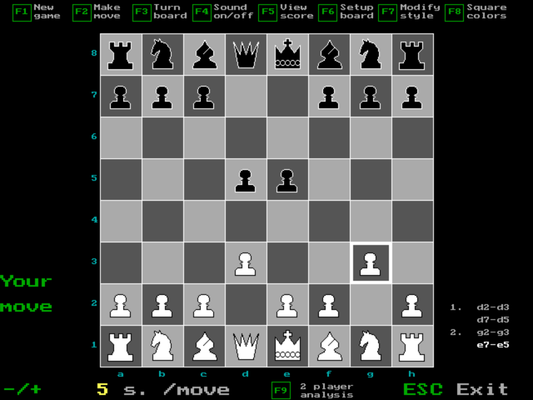 F1 New game F2 Make move F3 Turn board F4 Sound on/off F5 View score F6 Setup board F7 Modify style F8 Square colors
8
7
6
5
4
3
2
1
Your
move
1. d2-d3
d7-d5
2. g2-g3
e7-e5
a b c d e f g h
-/+ 5 s. /move F9 2 player analysis ESC Exit